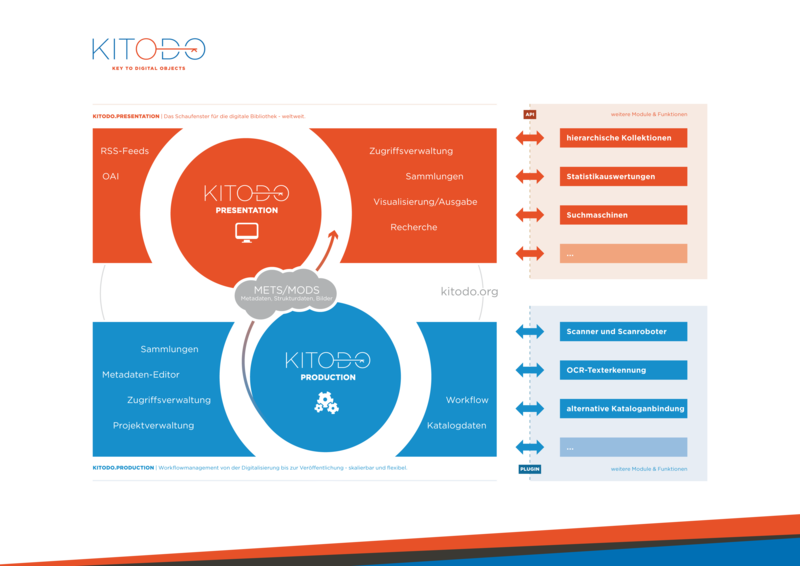 KITODO
KEY TO DIGITAL OBJECTS
KITODO.PRESENTATION | Das Schaufenster für die digitale Bibliothek - weltweit.
RSS-Feeds
OAI
KITODO
PRESENTATION
Zugriffsverwaltung
Sammlungen
Visualisierung/Ausgabe
Recherche
METS/MODS
Metadaten, Strukturdaten, Bilder
kitodo.org
Sammlungen
Metadaten-Editor
Zugriffsverwaltung
Projektverwaltung
KITODO
PRODUCTION
Workflow
Katalogdaten
KITODO.PRODUCTION | Workflowmanagement von der Digitalisierung bis zur Veröffentlichung - skalierbar und flexibel.
API
weitere Module & Funktionen
hierarchische Kollektionen
Statistikauswertungen
Suchmaschinen
...
Scanner und Scanroboter
OCR-Texterkennung
alternative Kataloganbindung
...
PLUGIN
weitere Module & Funktionen